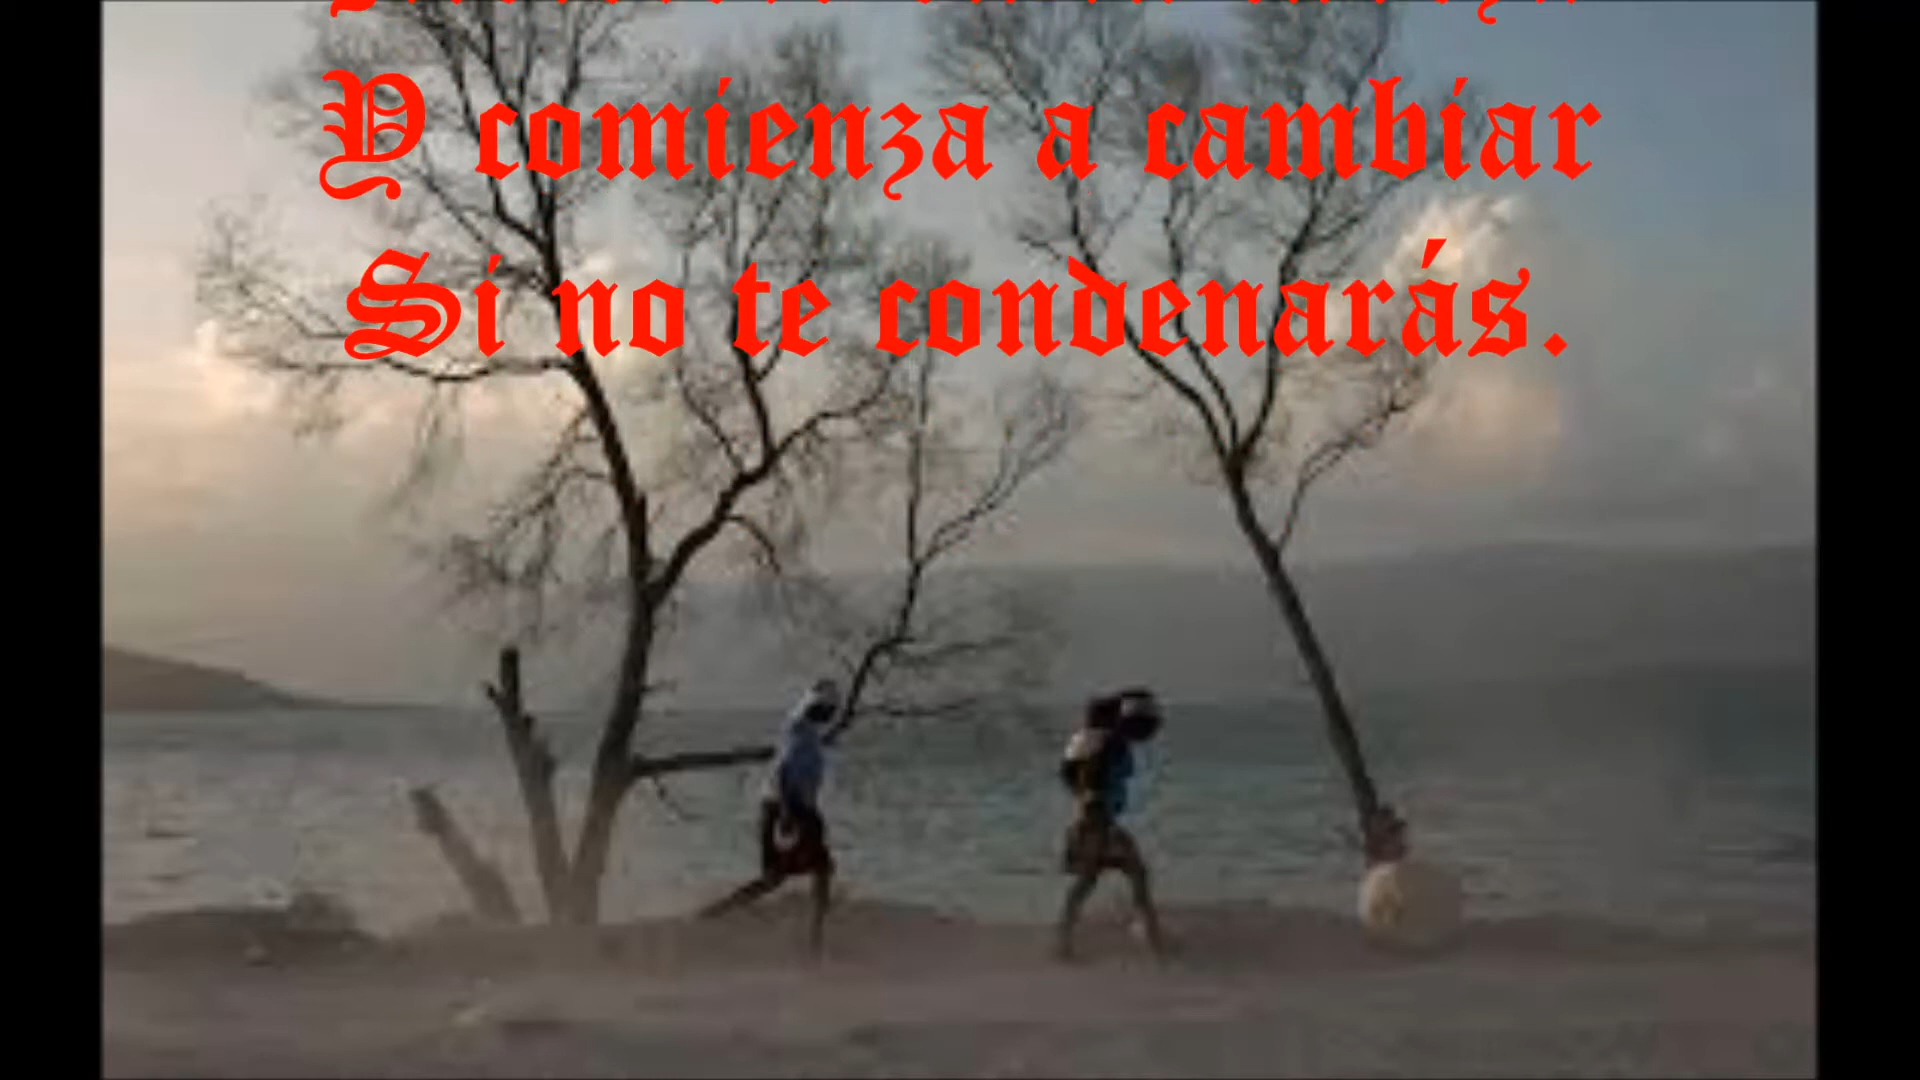 Y comienza a cambiar
Si no te condenarás.